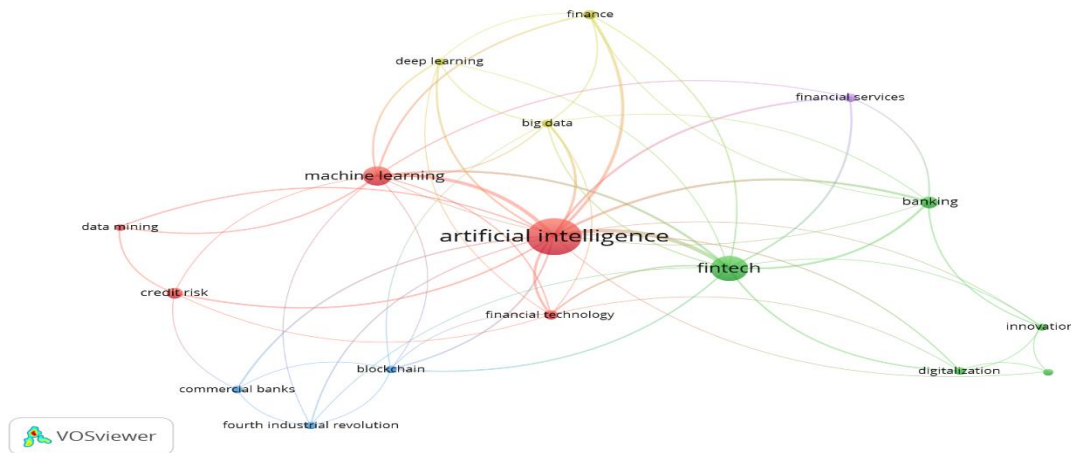 finance
deep learning
financial services
big data
machine learning
banking
data mining
artificial intelligence
fintech
credit risk
financial technology
innovation
blockchain
digitalization
commercial banks
fourth industrial revolution
VOSviewer